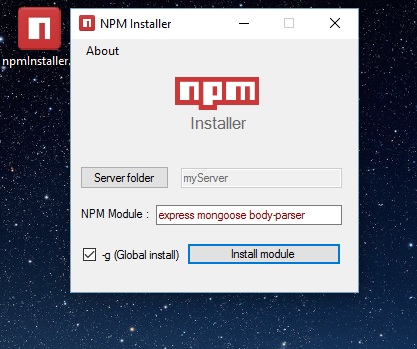 NPM Installer
About
npmInstaller.
npm
Installer
Server folder
myServer
NPM Module :
express mongoose body-parser
-g (Global install)
Install module